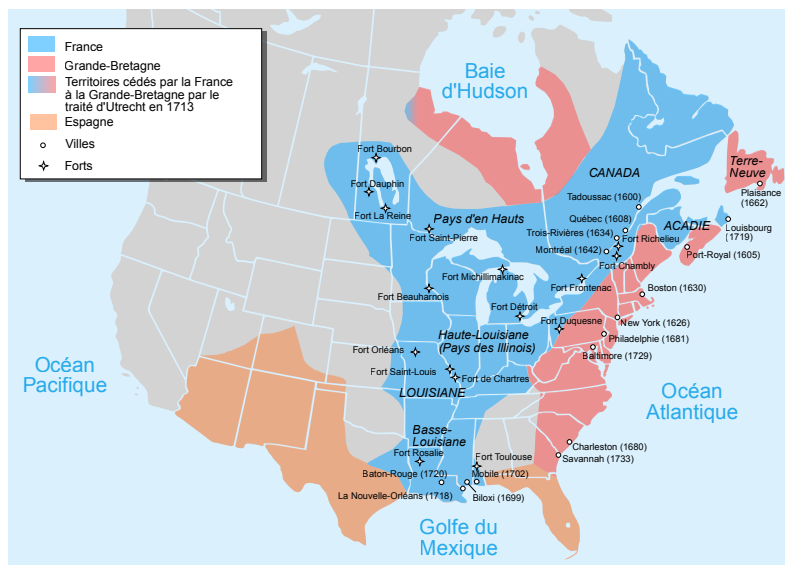 France
Grande-Bretagne
Territoires cédés par la France
à la Grande-Bretagne par le
traité d'Utrecht en 1713
Espagne
Villes
Forts
Baie
d'Hudson
Fort Bourbon
Fort Dauphin
Fort La Reine
Pays d'en Hauts
Fort Saint-Pierre
CANADA
Terre-
Neuve
Plaisance
(1662)
Tadoussac (1600)
Québec (1608)
Trois-Rivières (1634)
Montréal (1642)
Fort Richelieu
ACADIE
Louisbourg
(1719)
Port-Royal (1605)
Fort Chambly
Fort Michillimakinac
Fort Frontenac
Fort Beauharnois
Boston (1630)
Fort Détroit
Fort Duquesne
New York (1626)
Philadelphie (1681)
Baltimore (1729)
Haute-Louisiane
(Pays des Illinois)
Fort Orléans
Fort Saint-Louis
Fort de Chartres
LOUISIANE
Océan
Pacifique
Océan
Atlantique
Basse-
Louisiane
Fort Rosalie
Fort Toulouse
Charleston (1680)
Savannah (1733)
Baton-Rouge (1720)
Mobile (1702)
La Nouvelle-Orléans (1718)
Biloxi (1699)
Golfe du
Mexique